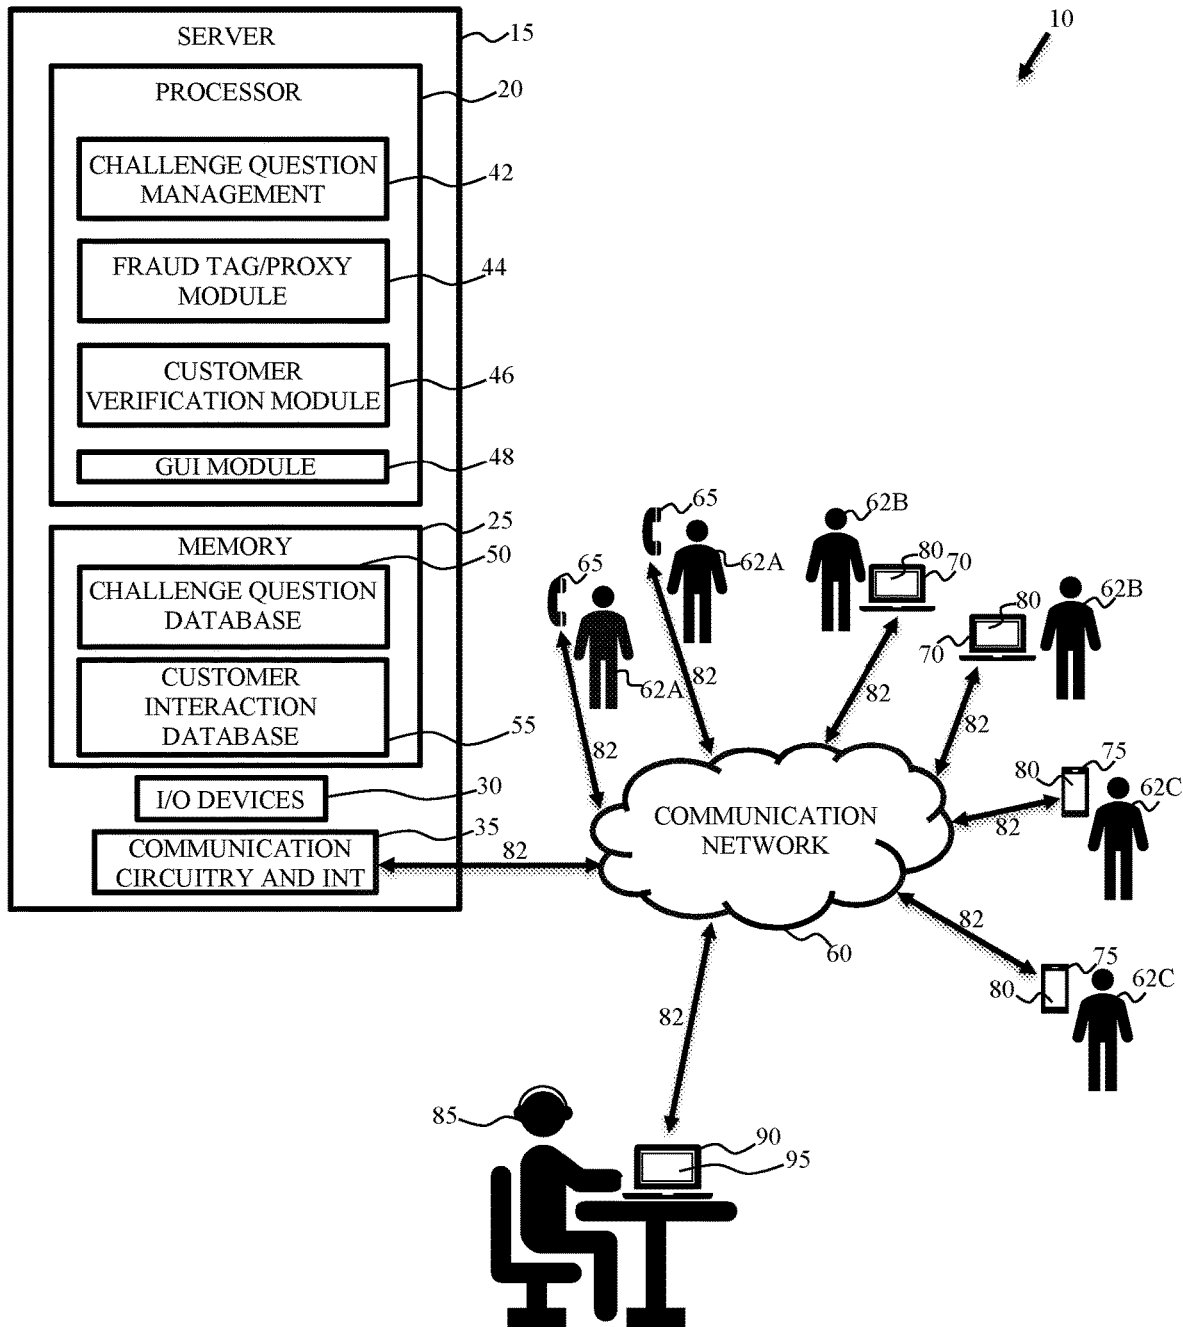 SERVER
15
10
PROCESSOR
20
CHALLENGE QUESTION
MANAGEMENT
42
FRAUD TAG/PROXY
MODULE
44
CUSTOMER
VERIFICATION MODULE
46
GUI MODULE
48
25
MEMORY
50
CHALLENGE QUESTION
DATABASE
CUSTOMER
INTERACTION
DATABASE
55
I/O DEVICES
30
35
COMMUNICATION
CIRCUITRY AND INT
82
65
62A
82
65
62A
82
62B
80
70
82
80
70
62B
82
75
80
62C
82
COMMUNICATION
NETWORK
60
82
75
80
62C
82
85
90
95